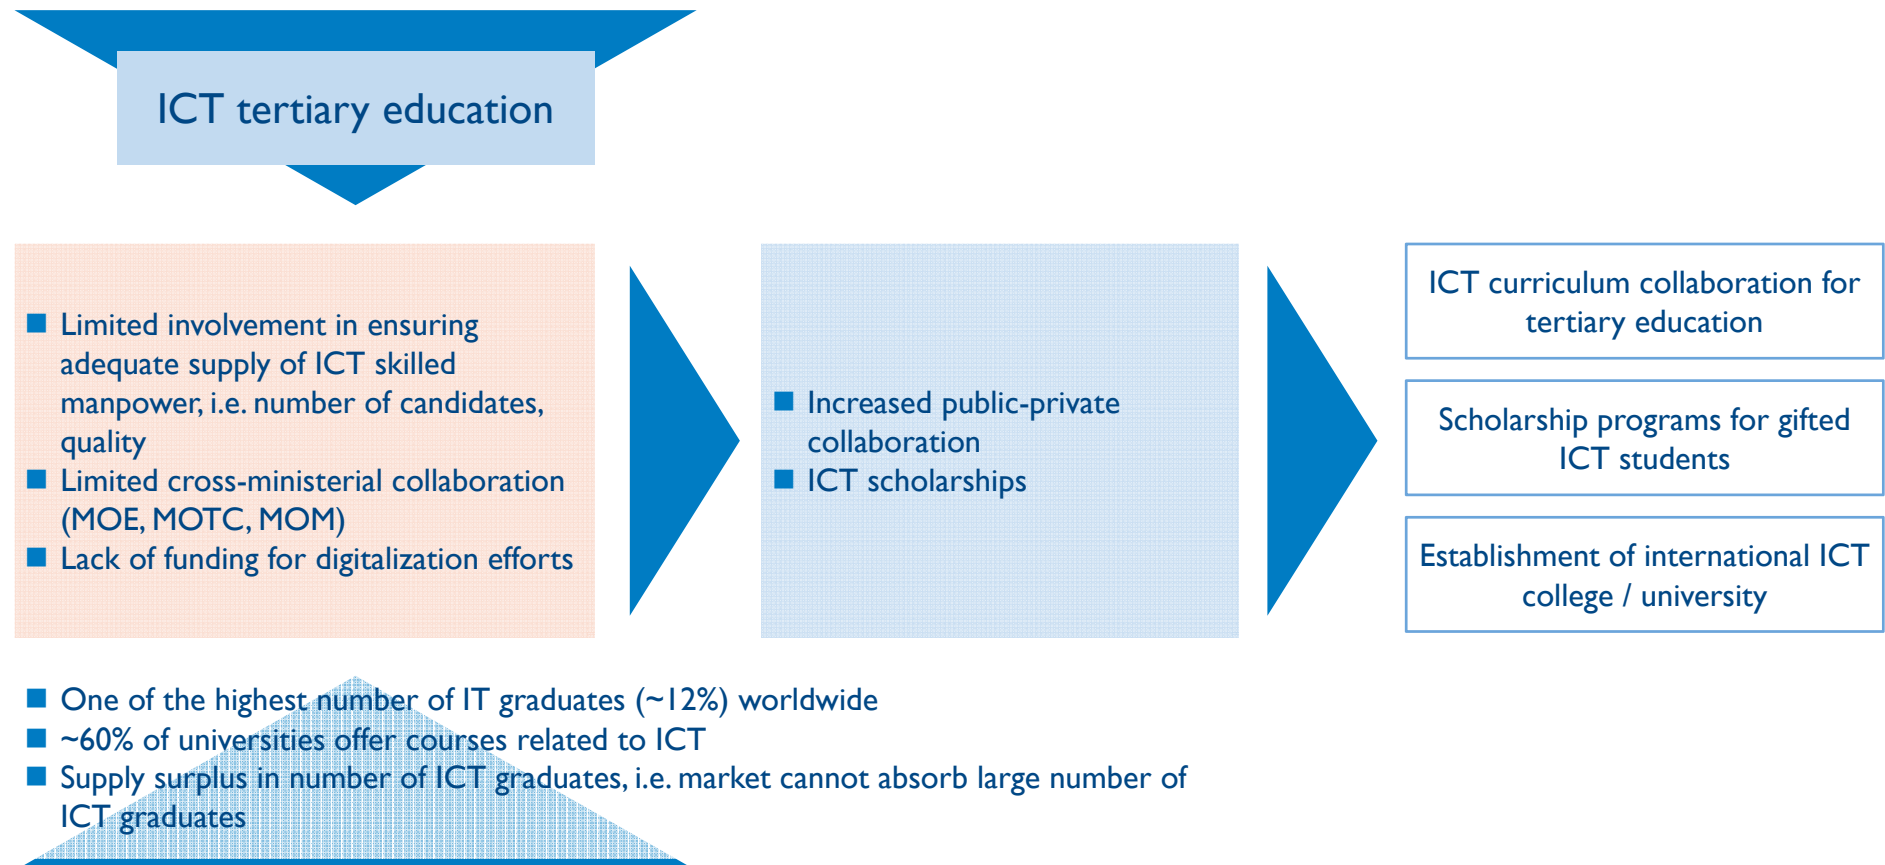 ICT tertiary education
■ Limited involvement in ensuring
adequate supply of ICT skilled
manpower, i.e. number of candidates,
quality
■ Limited cross-ministerial collaboration
(MOE, MOTC, MOM)
■ Lack of funding for digitalization efforts
■ Increased public-private
collaboration
■ ICT scholarships
ICT curriculum collaboration for
tertiary education
Scholarship programs for gifted
ICT students
Establishment of international ICT
college / university
■ One of the highest number of IT graduates (~12%) worldwide
■ ~60% of universities offer courses related to ICT
■ Supply surplus in number of ICT graduates, i.e. market cannot absorb large number of
ICT graduates